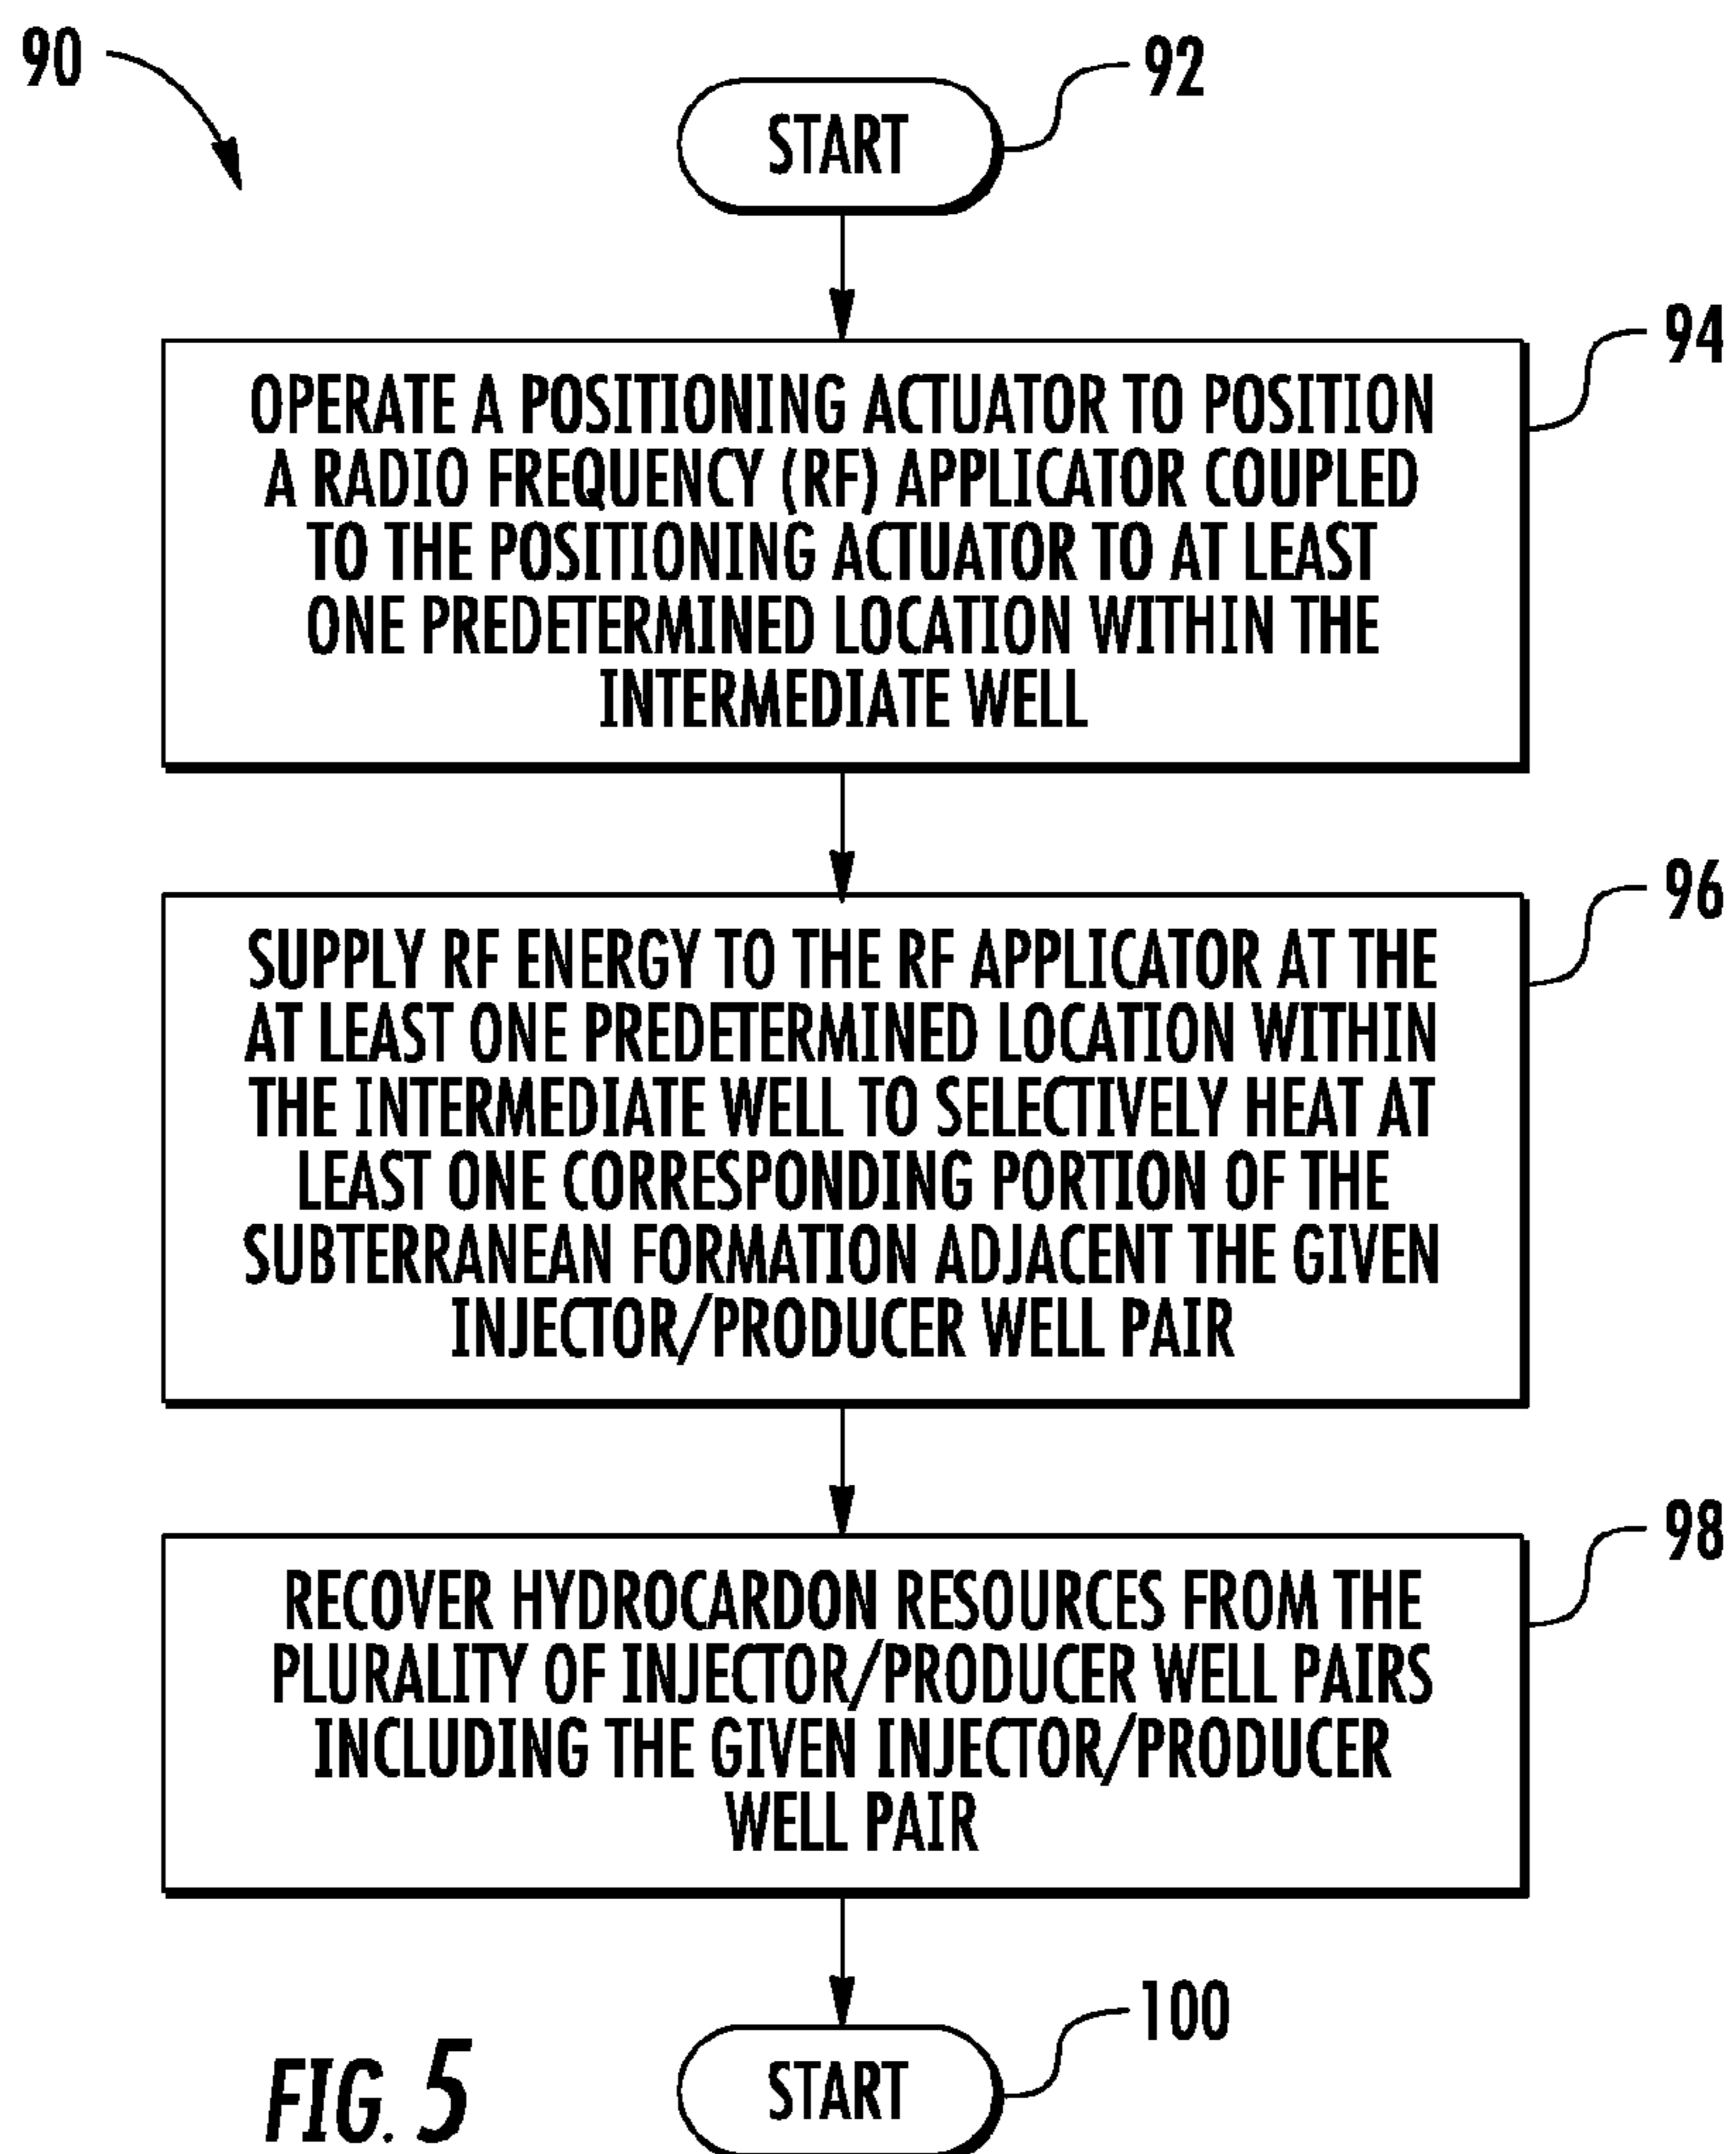 90
92
START
94
OPERATE A POSITIONING ACTUATOR TO POSITION
A RADIO FREQUENCY (RF) APPLICATOR COUPLED
TO THE POSITIONING ACTUATOR TO AT LEAST
ONE PREDETERMINED LOCATION WITHIN THE
INTERMEDIATE WELL
96
SUPPLY RF ENERGY TO THE RF APPLICATOR AT THE
AT LEAST ONE PREDETERMINED LOCATION WITHIN
THE INTERMEDIATE WELL TO SELECTIVELY HEAT AT
LEAST ONE CORRESPONDING PORTION OF THE
SUBTERRANEAN FORMATION ADJACENT THE GIVEN
INJECTOR/PRODUCER WELL PAIR
98
RECOVER HYDROCARDON RESOURCES FROM THE
PLURALITY OF INJECTOR/PRODUCER WELL PAIRS
INCLUDING THE GIVEN INJECTOR/PRODUCER
WELL PAIR
100
START
FIG. 5